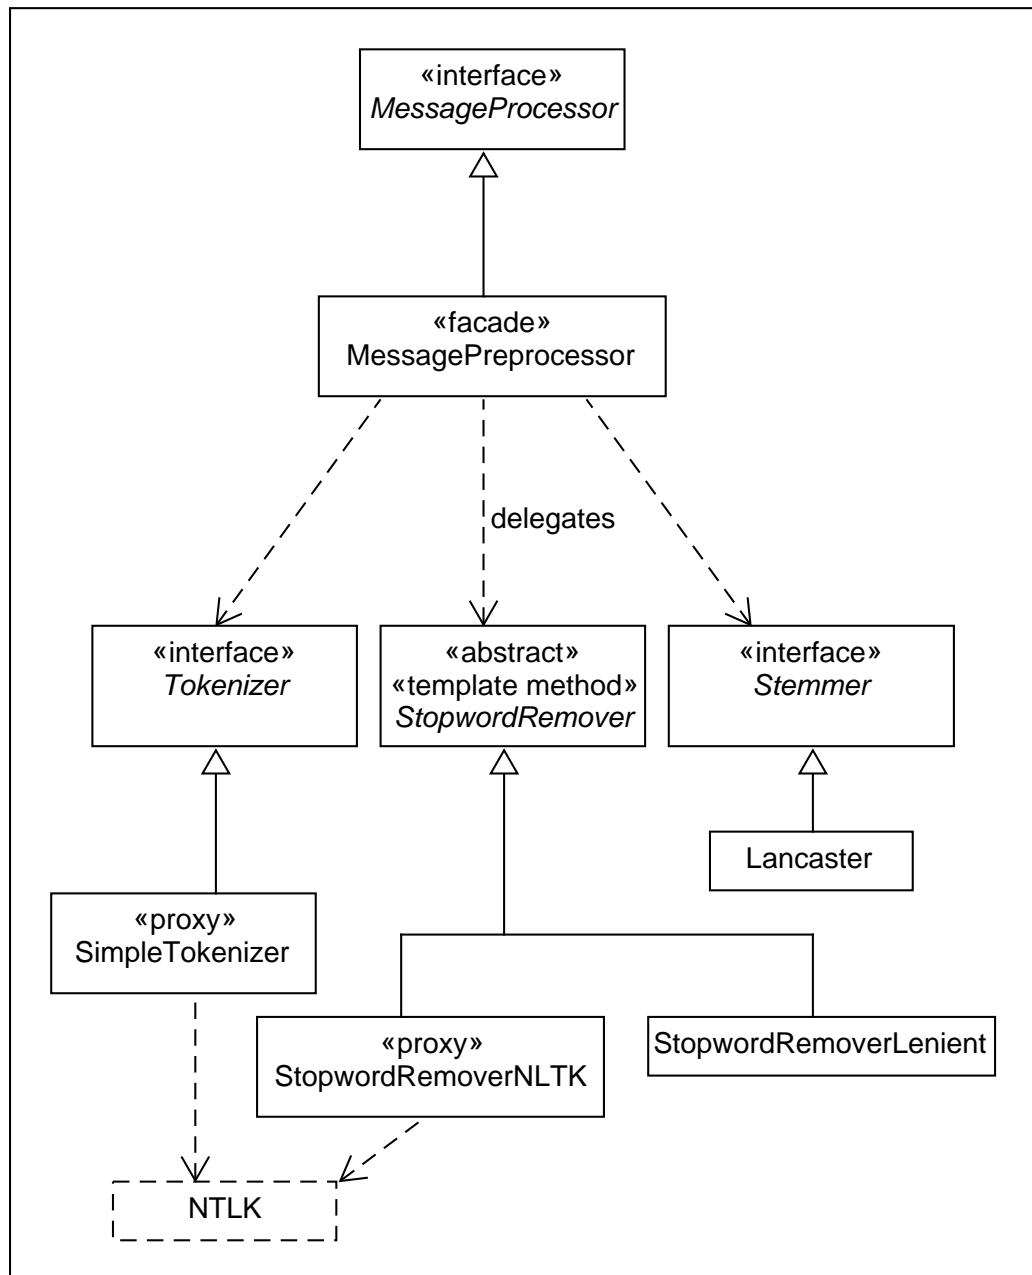 «interface»
MessageProcessor
«facade»
MessagePreprocessor
delegates
«interface»
Tokenizer
«abstract»
«template method»
StopwordRemover
«interface»
Stemmer
Lancaster
«proxy»
SimpleTokenizer
«proxy»
StopwordRemoverNLTK
StopwordRemoverLenient
NTLK